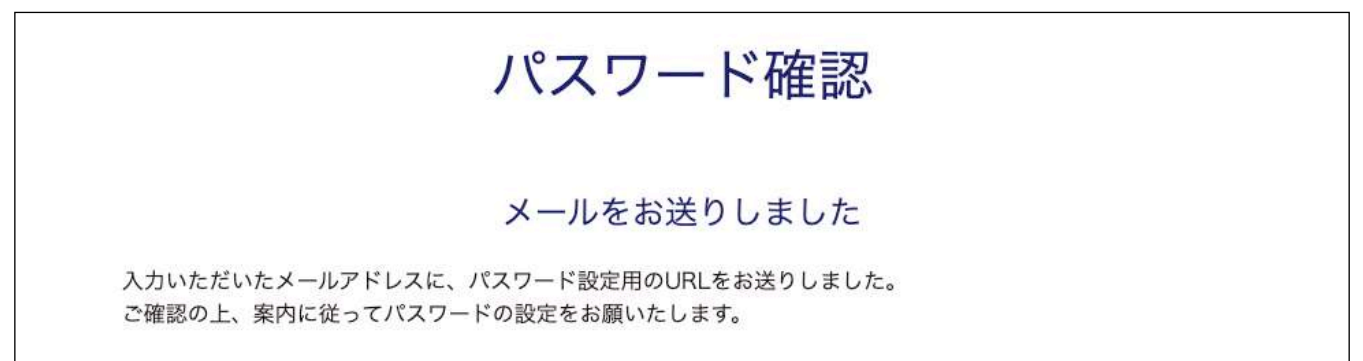 パスワード確認
メールをお送りしました
入力いただいたメールアドレスに、パスワード設定用のURLをお送りしました。
ご確認の上、案内に従ってパスワードの設定をお願いいたします。